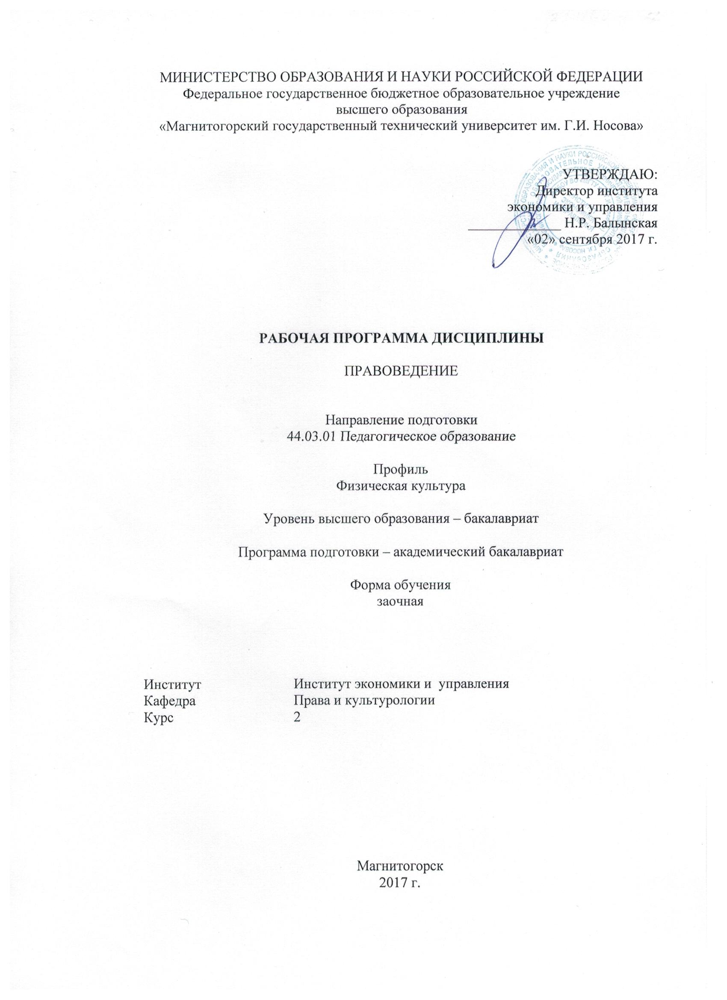 МИНИСТЕРСТВО ОБРАЗОВАНИЯ И НАУКИ РОССИЙСКОЙ ФЕДЕРАЦИИ
Федеральное государственное бюджетное образовательное учреждение
высшего образования
«Магнитогорский государственный технический университет им. Г.И. Носова»
УТВЕРЖДАЮ:
Директор института
экономики и управления
Н.Р. Балынская
«02» сентября 2017 г.
РАБОЧАЯ ПРОГРАММА ДИСЦИПЛИНЫ
ПРАВОВЕДЕНИЕ
Направление подготовки
44.03.01 Педагогическое образование
Профиль
Физическая культура
Уровень высшего образования – бакалавриат
Программа подготовки – академический бакалавриат
Форма обучения
заочная
Институт Институт экономики и управления
Кафедра Права и культурологии
Курс 2
Магнитогорск
2017 г.